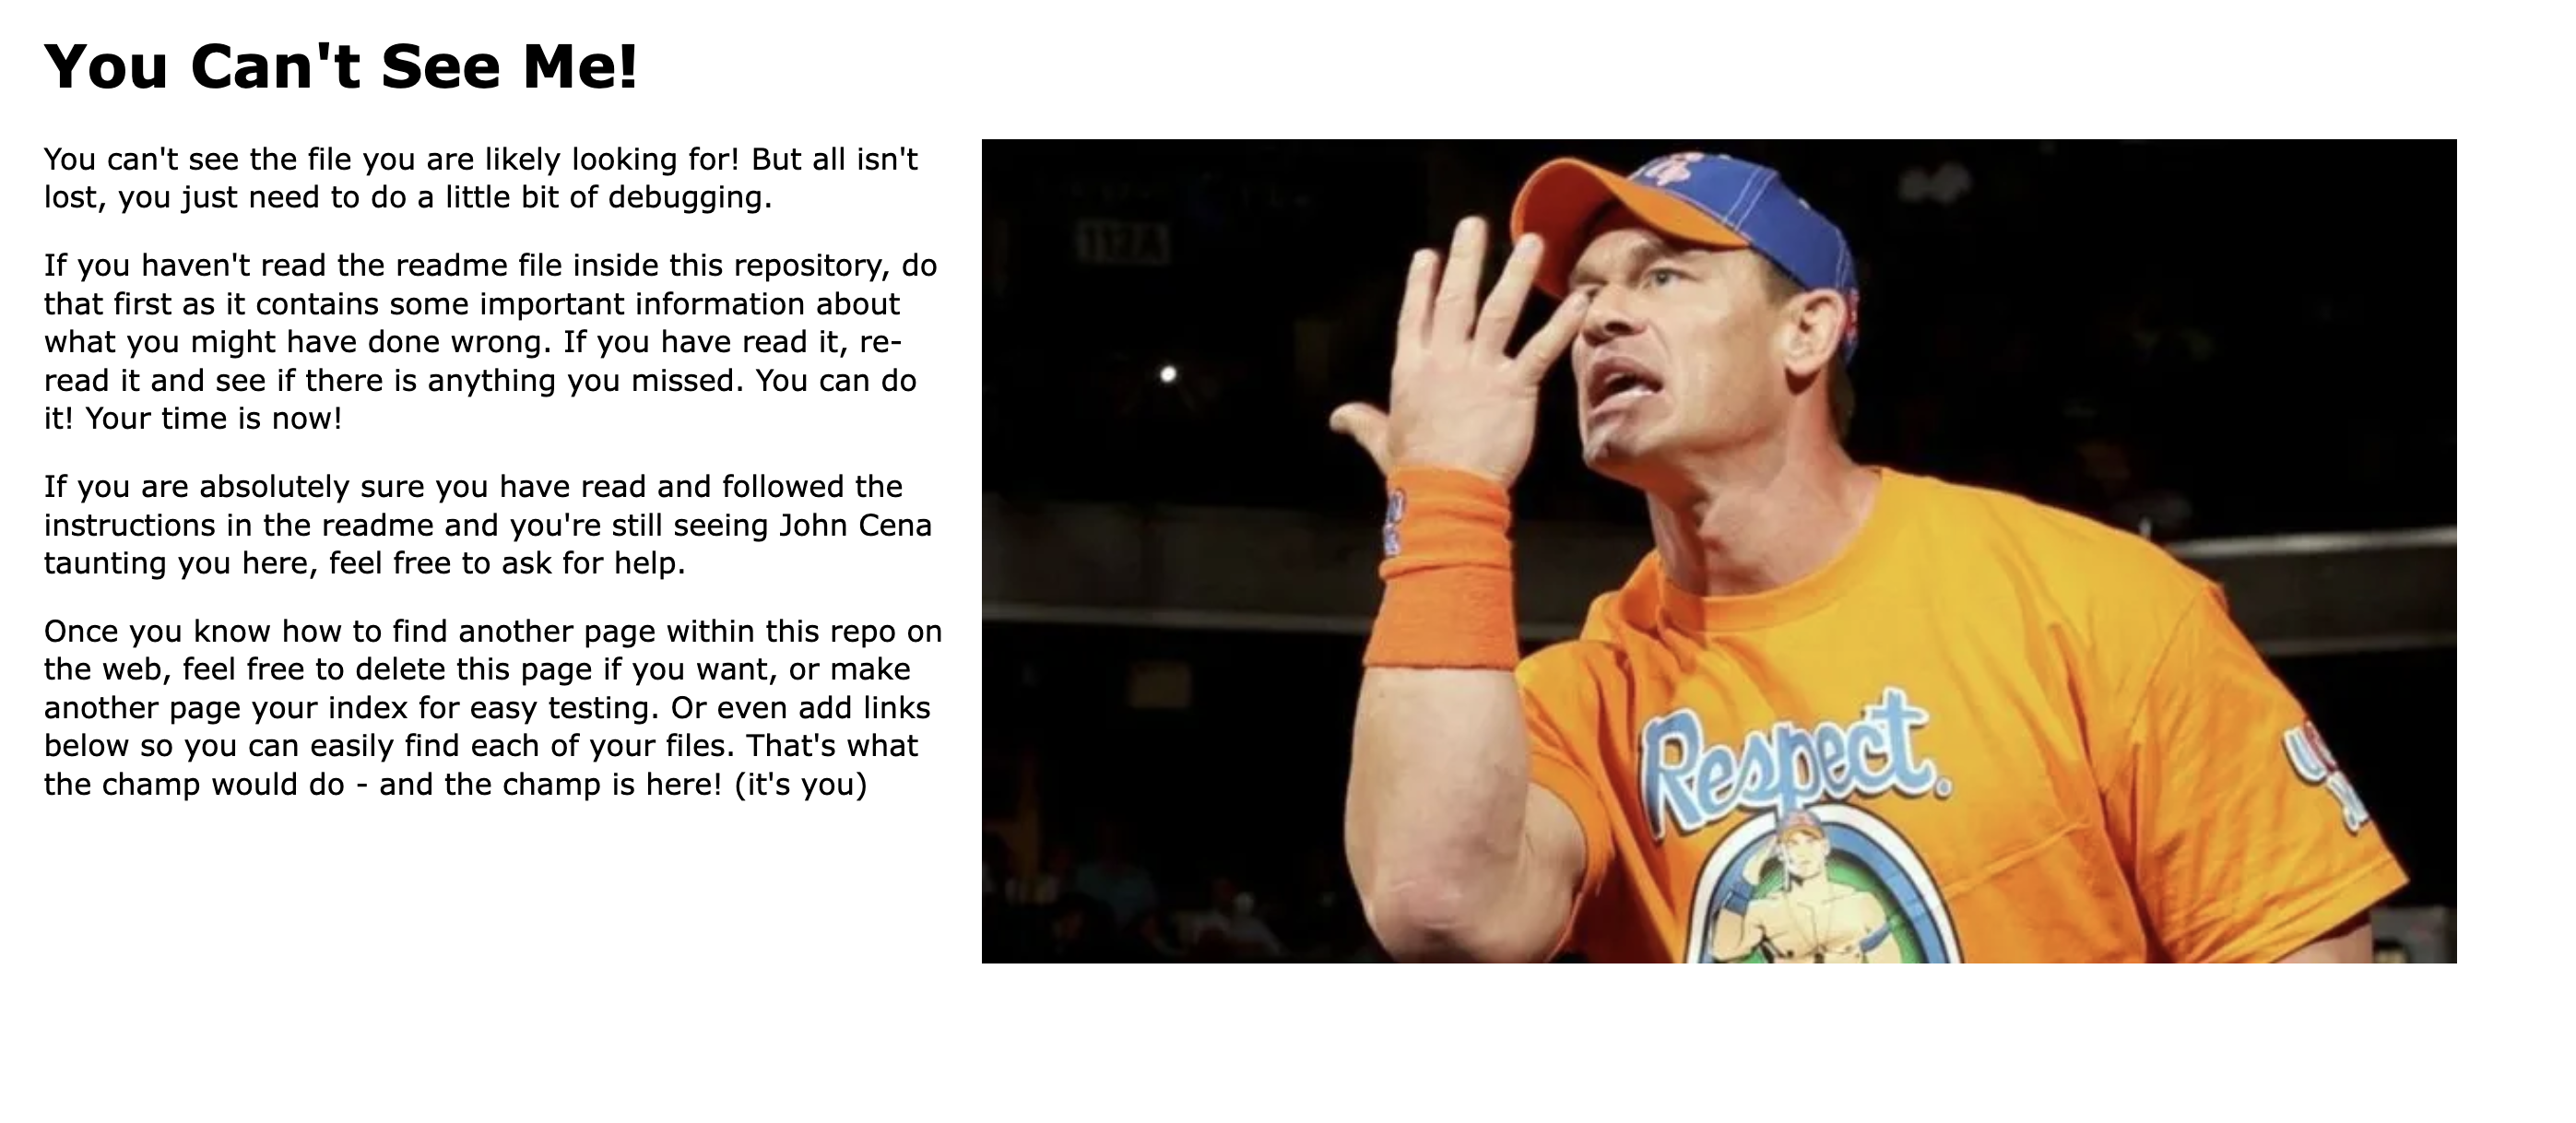 You Can't See Me!
You can't see the file you are likely looking for! But all isn't
lost, you just need to do a little bit of debugging.
If you haven't read the readme file inside this repository, do
that first as it contains some important information about
what you might have done wrong. If you have read it, re-
read it and see if there is anything you missed. You can do
it! Your time is now!
If you are absolutely sure you have read and followed the
instructions in the readme and you're still seeing John Cena
taunting you here, feel free to ask for help.
Once you know how to find another page within this repo on
the web, feel free to delete this page if you want, or make
another page your index for easy testing. Or even add links
below so you can easily find each of your files. That's what
the champ would do - and the champ is here! (it's you)
112A
Respect.